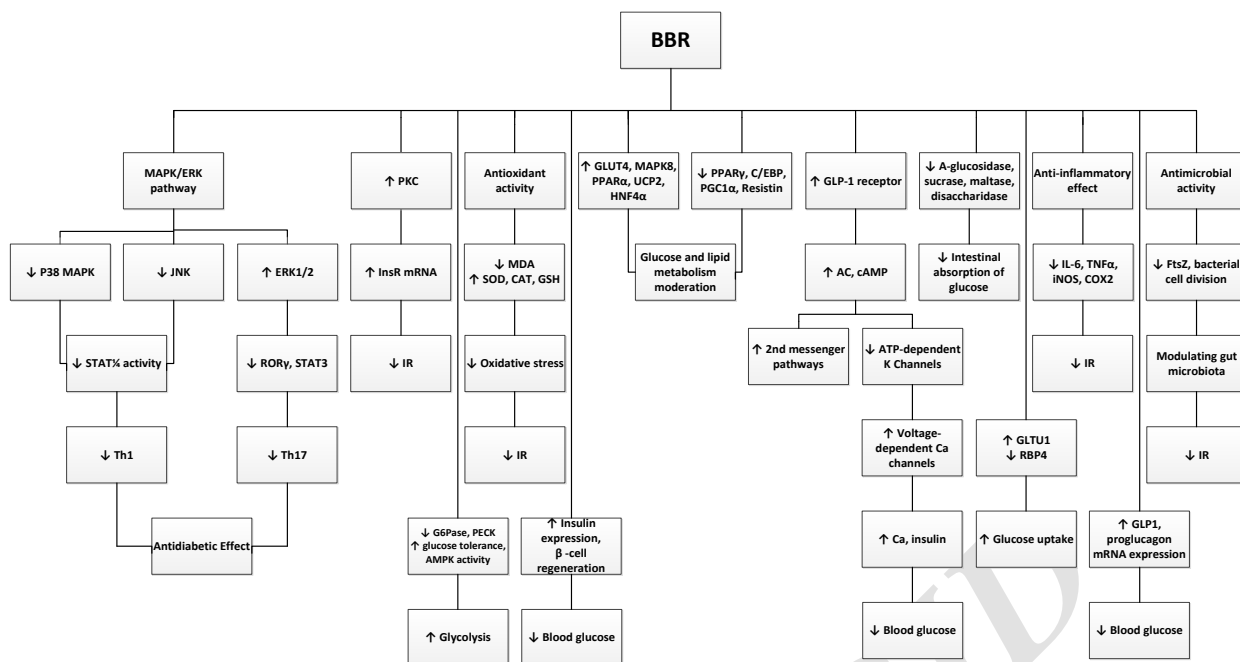 BBR
MAPK/ERK
pathway
↑ PKC
Antioxidant
activity
↑ GLUT4, MAPK8,
PPARα, UCP2,
HNF4α
↓ PPARγ, C/EBP,
PGC1α, Resistin
↑ GLP-1 receptor
↓ A-glucosidase,
sucrase, maltase,
disaccharidase
Anti-inflammatory
effect
Antimicrobial
activity
↓ P38 MAPK
↓ JNK
↑ ERK1/2
↑ InsR mRNA
↓ MDA
↑ SOD, CAT, GSH
Glucose and lipid
metabolism
moderation
↑ AC, cAMP
↓ Intestinal
absorption of
glucose
↓ IL-6, TNFα,
iNOS, COX2
↓ FtsZ, bacterial
cell division
↓ STAT¼ activity
↓ RORγ, STAT3
↓ IR
↓ Oxidative stress
↑ 2nd messenger
pathways
↓ ATP-dependent
K Channels
↓ IR
Modulating gut
microbiota
↓ Th1
↓ Th17
↓ IR
↑ Voltage-
dependent Ca
channels
↑ GLTU1
↓ RBP4
↓ IR
Antidiabetic Effect
↓ G6Pase, PECK
↑ glucose tolerance,
AMPK activity
↑ Insulin
expression,
β -cell
regeneration
↑ Ca, insulin
↑ Glucose uptake
↑ GLP1,
proglucagon
mRNA expression
↑ Glycolysis
↓ Blood glucose
↓ Blood glucose
↓ Blood glucose